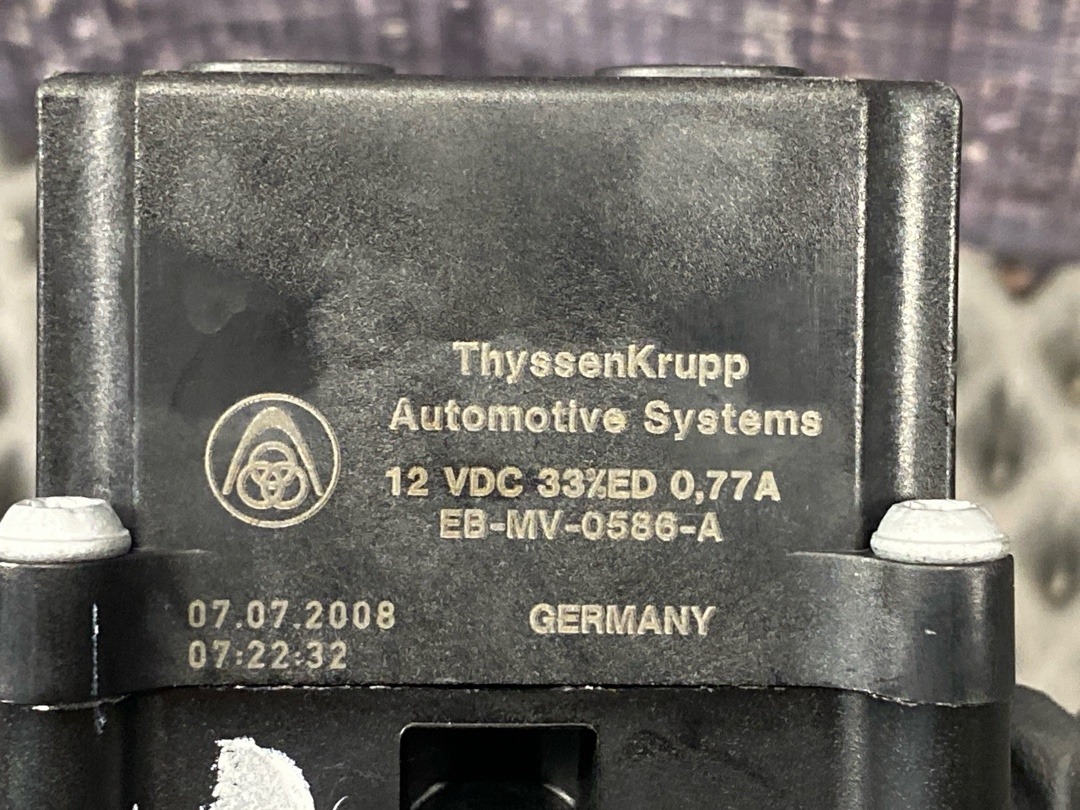 ThyssenKrupp
Automotive Systems
12 VDC 33%ED 0,77A
EB-MV-0586-A
07.07.2008
GERMANY
07:22:32